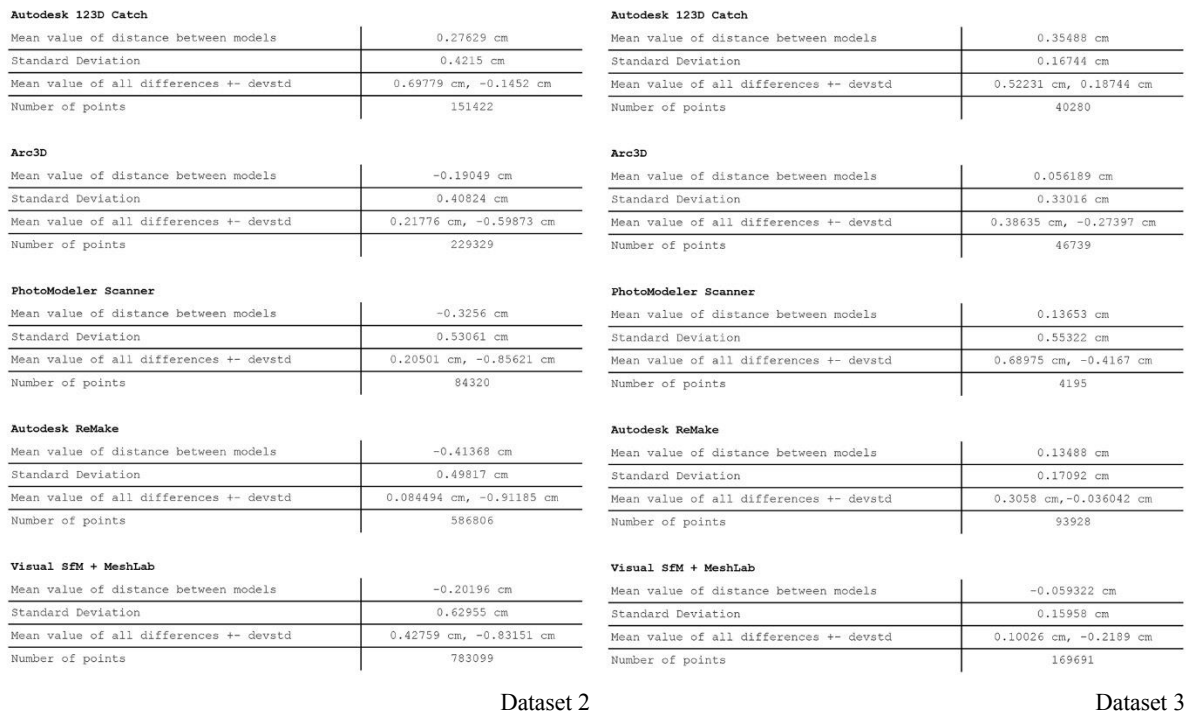 Autodesk 123D Catch
Mean value of distance between models 0.27629 cm
Standard Deviation 0.4215 cm
Mean value of all differences +- devstd 0.69779 cm, -0.1452 cm
Number of points 151422
Arc3D
Mean value of distance between models -0.19049 cm
Standard Deviation 0.40824 cm
Mean value of all differences +- devstd 0.21776 cm, -0.59873 cm
Number of points 229329
PhotoModeler Scanner
Mean value of distance between models -0.3256 cm
Standard Deviation 0.53061 cm
Mean value of all differences +- devstd 0.20501 cm, -0.85621 cm
Number of points 84320
Autodesk ReMake
Mean value of distance between models -0.41368 cm
Standard Deviation 0.49817 cm
Mean value of all differences +- devstd 0.084494 cm, -0.91185 cm
Number of points 586806
Visual SfM + MeshLab
Mean value of distance between models -0.20196 cm
Standard Deviation 0.62955 cm
Mean value of all differences +- devstd 0.42759 cm, -0.83151 cm
Number of points 783099
Dataset 2
Autodesk 123D Catch
Mean value of distance between models 0.35488 cm
Standard Deviation 0.16744 cm
Mean value of all differences +- devstd 0.52231 cm, 0.18744 cm
Number of points 40280
Arc3D
Mean value of distance between models 0.056189 cm
Standard Deviation 0.33016 cm
Mean value of all differences +- devstd 0.38635 cm, -0.27397 cm
Number of points 46739
PhotoModeler Scanner
Mean value of distance between models 0.13653 cm
Standard Deviation 0.55322 cm
Mean value of all differences +- devstd 0.68975 cm, -0.4167 cm
Number of points 4195
Autodesk ReMake
Mean value of distance between models 0.13488 cm
Standard Deviation 0.17092 cm
Mean value of all differences +- devstd 0.3058 cm,-0.036042 cm
Number of points 93928
Visual SfM + MeshLab
Mean value of distance between models -0.059322 cm
Standard Deviation 0.15958 cm
Mean value of all differences +- devstd 0.10026 cm, -0.2189 cm
Number of points 169691
Dataset 3